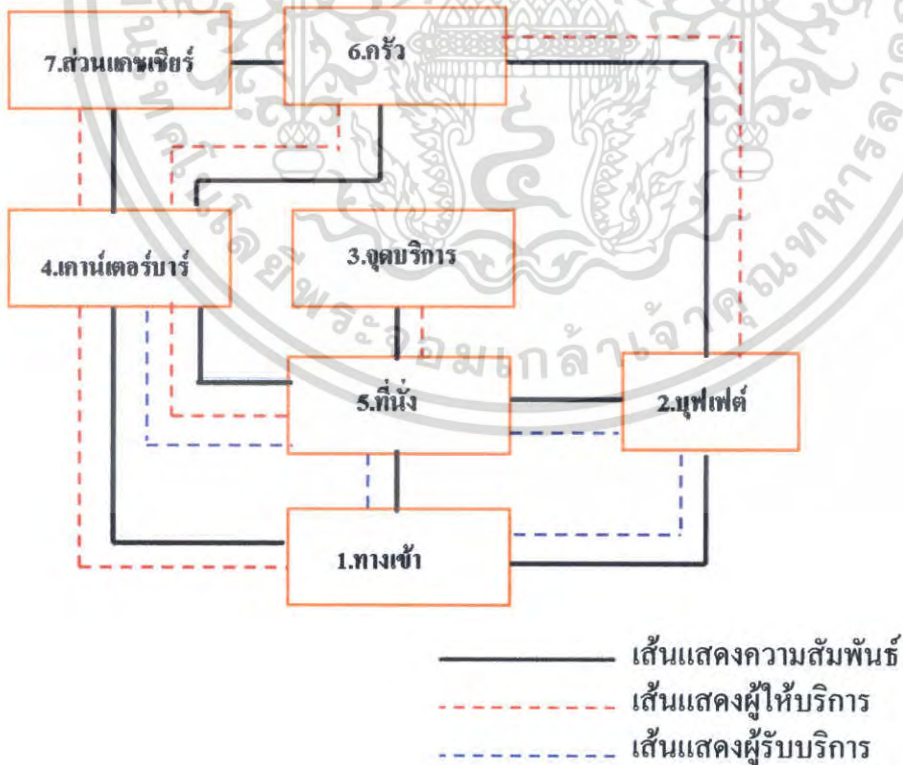 7.ส่วนแคชเชียร์
6.ครัว
4.เคาน์เตอร์บาร์
3.จุดบริการ
5.ที่นั่ง
2.บุฟเฟต์
1.ทางเข้า
เส้นแสดงความสัมพันธ์
เส้นแสดงผู้ให้บริการ
เส้นแสดงผู้รับบริการ